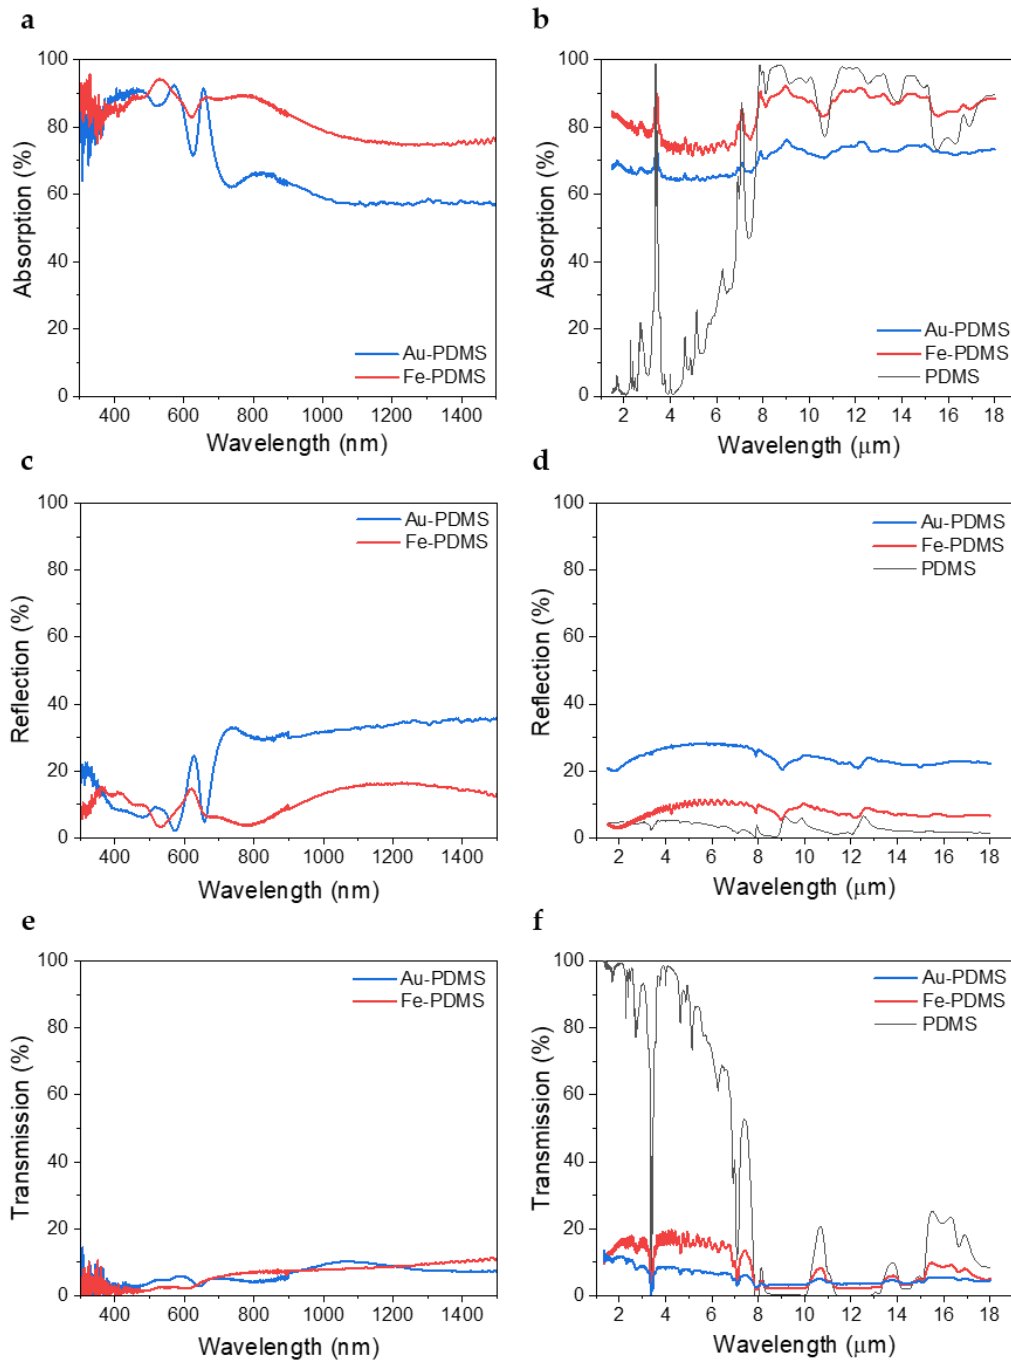 a
b
100
80
60
40
20
0
Absorption (%)
Au-PDMS
Fe-PDMS
400 600 800 1000 1200 1400
Wavelength (nm)
100
80
60
40
20
0
Absorption (%)
Au-PDMS
Fe-PDMS
PDMS
2 4 6 8 10 12 14 16 18
Wavelength (μm)
c
d
100
80
60
40
20
0
Reflection (%)
Au-PDMS
Fe-PDMS
400 600 800 1000 1200 1400
Wavelength (nm)
100
80
60
40
20
0
Reflection (%)
Au-PDMS
Fe-PDMS
PDMS
2 4 6 8 10 12 14 16 18
Wavelength (μm)
e
f
100
80
60
40
20
0
Transmission (%)
Au-PDMS
Fe-PDMS
400 600 800 1000 1200 1400
Wavelength (nm)
100
80
60
40
20
0
Transmission (%)
Au-PDMS
Fe-PDMS
PDMS
2 4 6 8 10 12 14 16 18
Wavelength (μm)